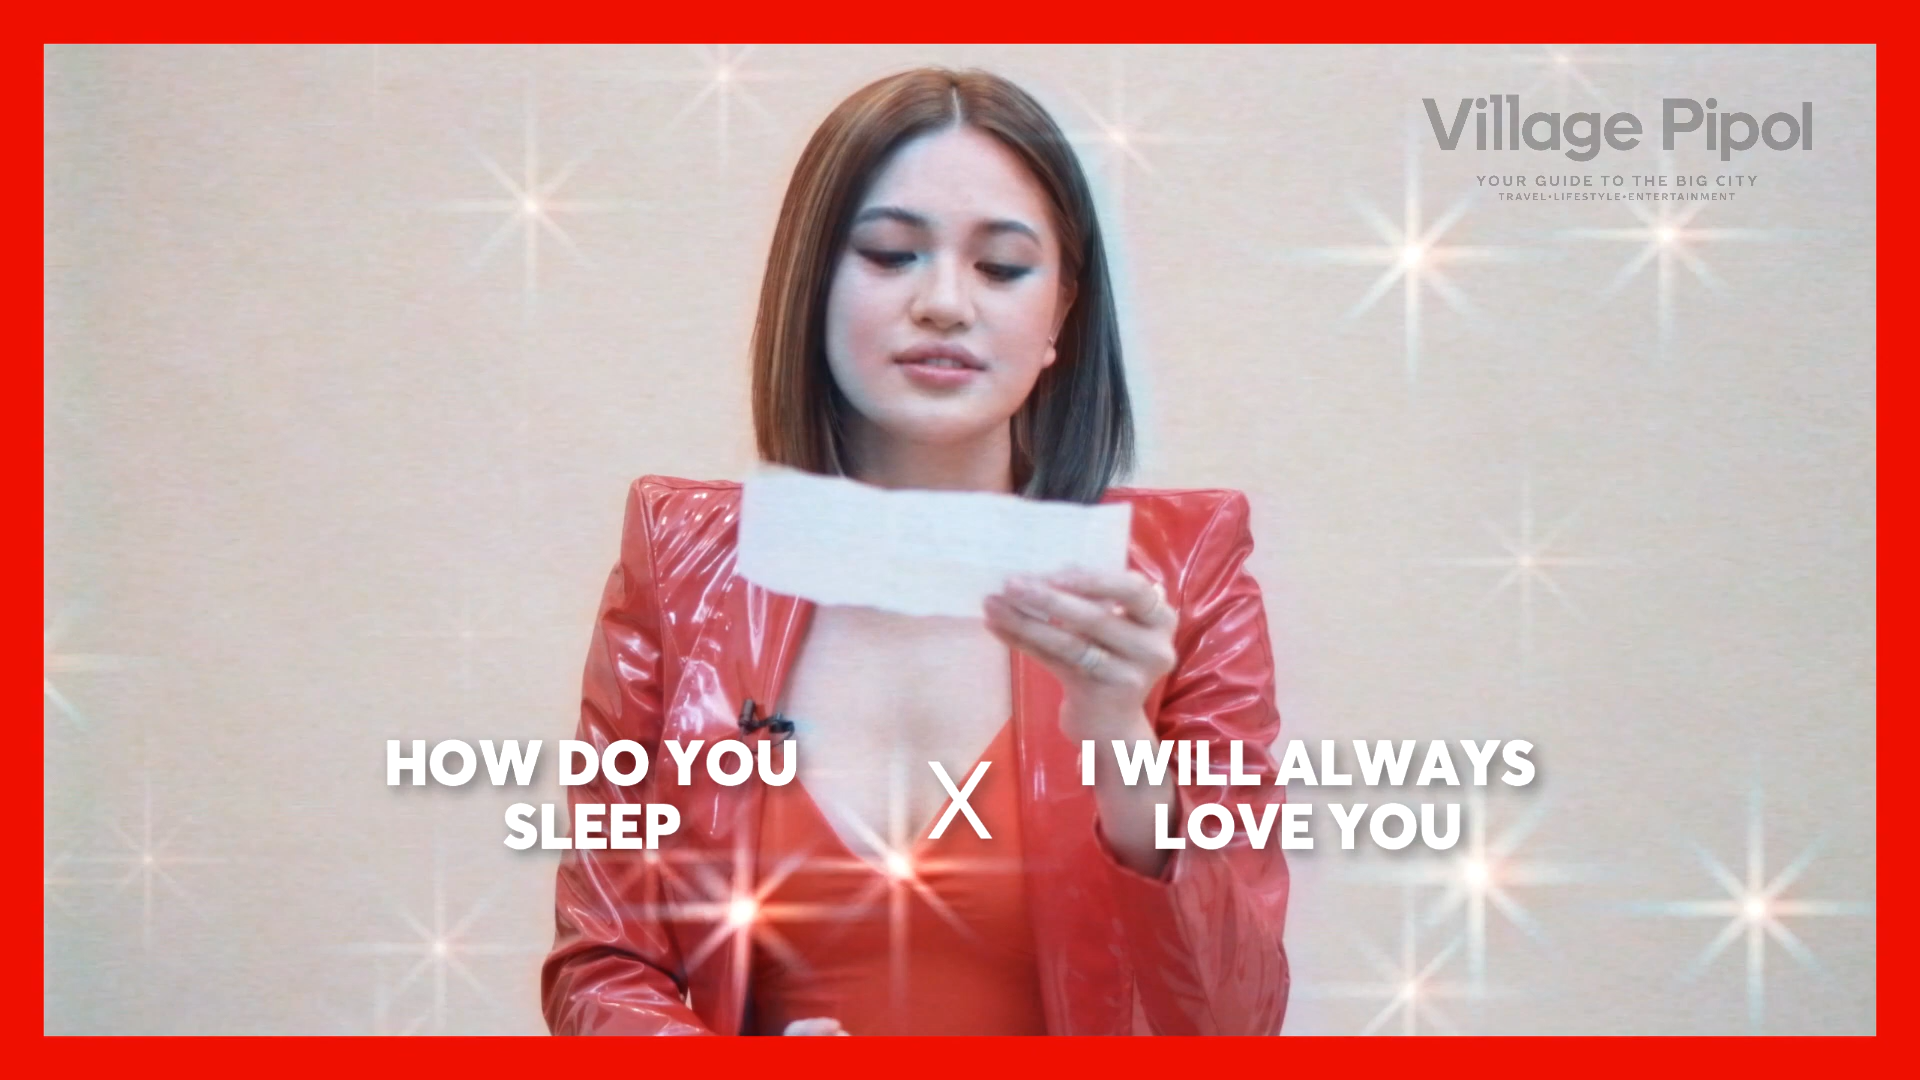 Village Pipol
YOUR GUIDE TO THE BIG CITY
TRAVEL•LIFESTYLE•ENTERTAINMENT
HOW DO YOU
SLEEP
X
I WILL ALWAYS
LOVE YOU